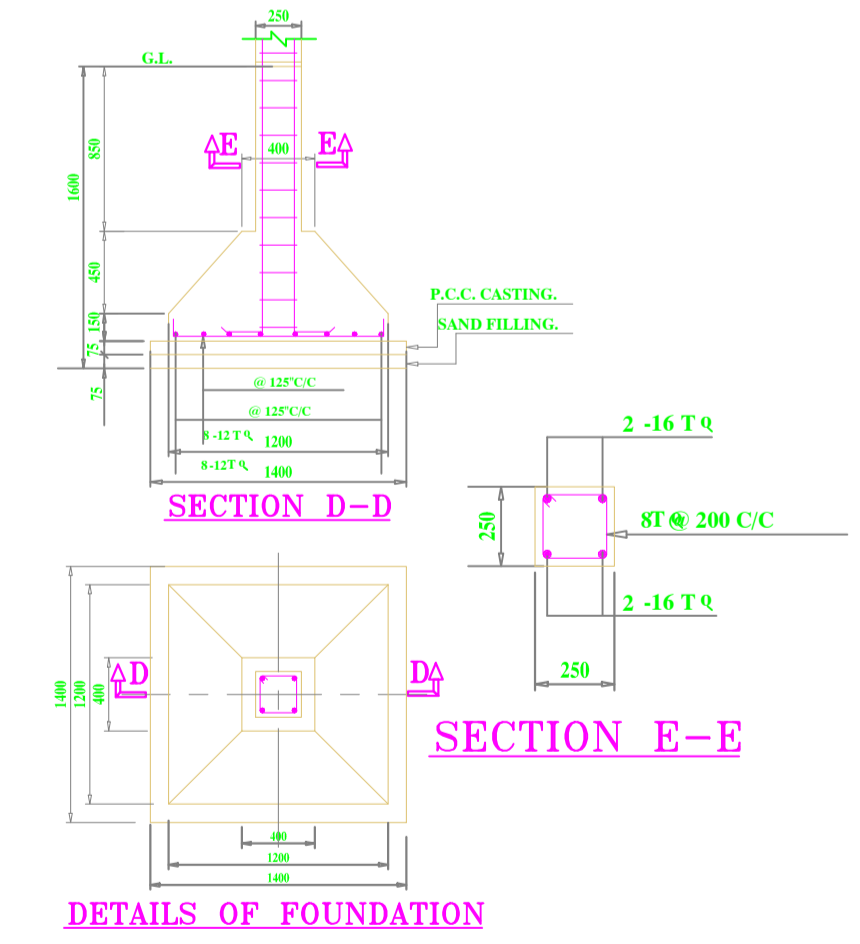 250
G.L.
E E
400
850
1600
450
P.C.C. CASTING.
150
SAND FILLING.
75
75
@ 125"C/C
@ 125"C/C
8 -12 T
1200
8-12T
1400
SECTION D-D
2 -16 T
250
8T @ 200 C/C
2 -16 T
250
SECTION E-E
D D
1400
1200
400
400
1200
1400
DETAILS OF FOUNDATION